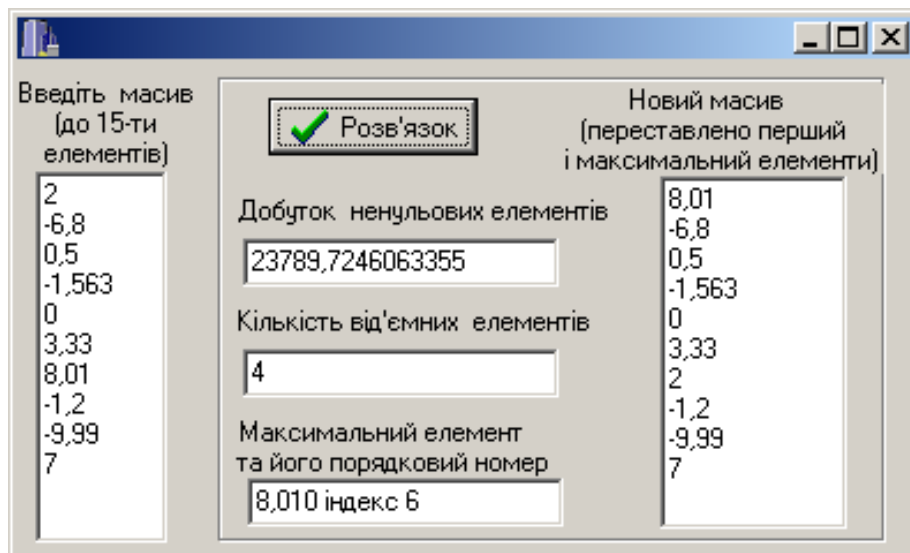 Введіть масив
(до 15-ти
елементів)
2
-6,8
0,5
-1,563
0
3,33
8,01
-1,2
-9,99
7
Розв'язок
Добуток ненульових елементів
23789,7246063355
Кількість від'ємних елементів
4
Максимальний елемент
та його порядковий номер
8,010 індекс 6
Новий масив
(переставлено перший
і максимальний елементи)
8,01
-6,8
0,5
-1,563
0
3,33
2
-1,2
-9,99
7